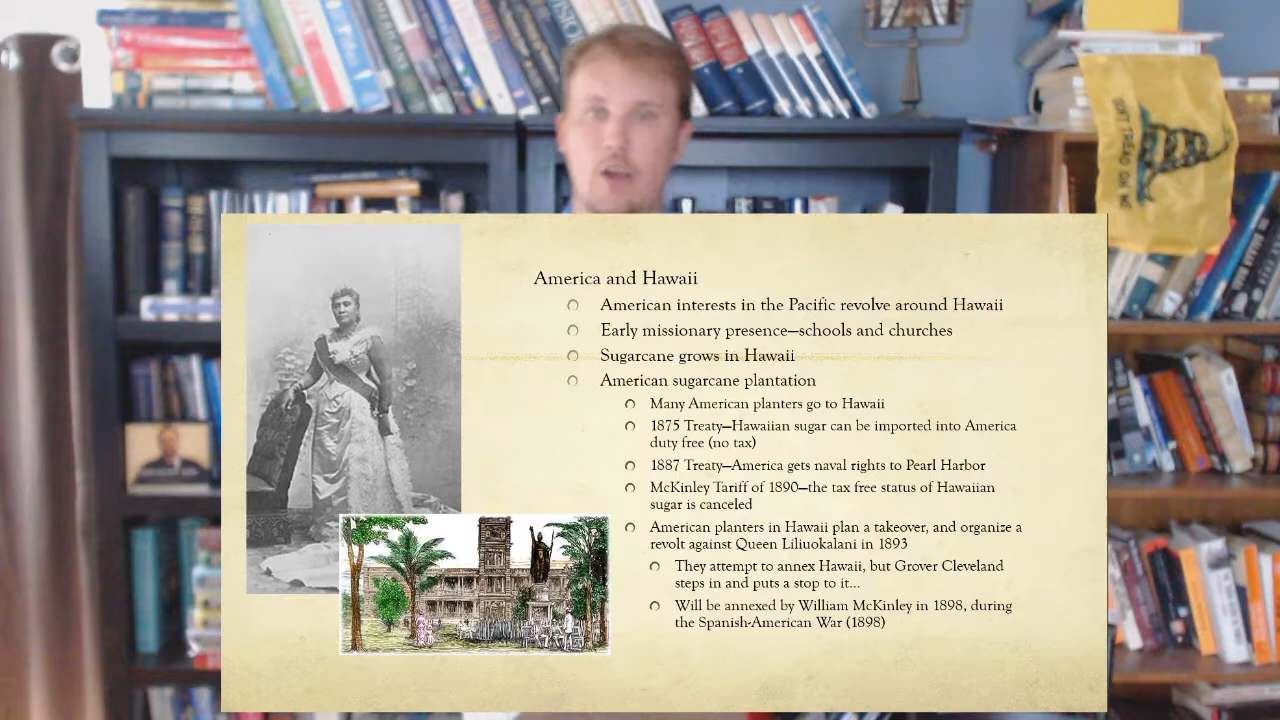 DONT TREAD ON ME
America and Hawaii
American interests in the Pacific revolve around Hawaii
Early missionary presence—schools and churches
Sugarcane grows in Hawaii
American sugarcane plantation
Many American planters go to Hawaii
1875 Treaty—Hawaiian sugar can be imported into America
duty free (no tax)
1887 Treaty—America gets naval rights to Pearl Harbor
McKinley Tariff of 1890—the tax free status of Hawaiian
sugar is canceled
American planters in Hawaii plan a takeover, and organize a
revolt against Queen Liliuokalani in 1893
They attempt to annex Hawaii, but Grover Cleveland
steps in and puts a stop to it...
Will be annexed by William McKinley in 1898, during
the Spanish-American War (1898)